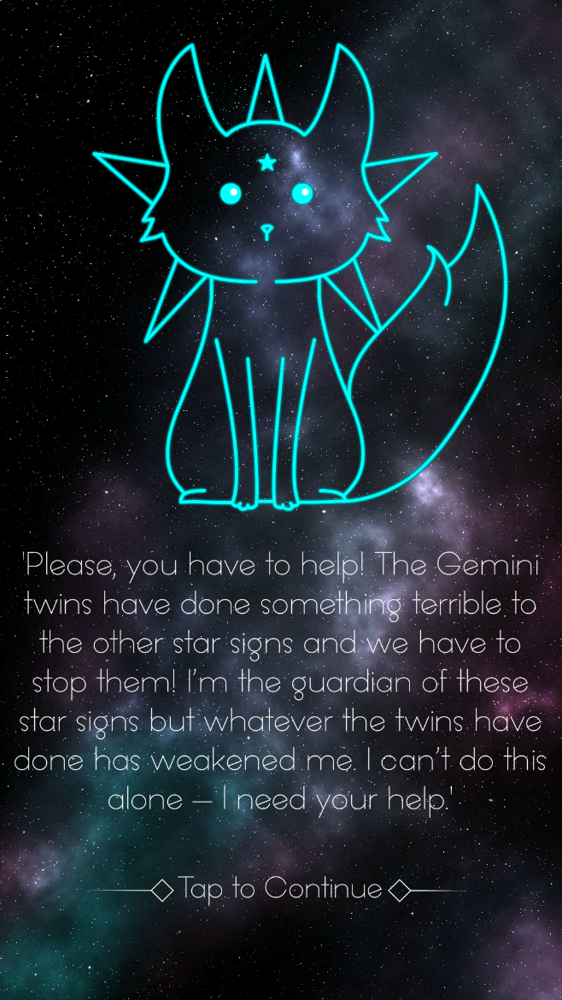 'Please, you have to help! The Gemini
twins have done something terrible to
the other star signs and we have to
stop them! I'm the guardian of these
star signs but whatever the twins have
done has weakened me. I can't do this
alone – I need your help.'
Tap to Continue